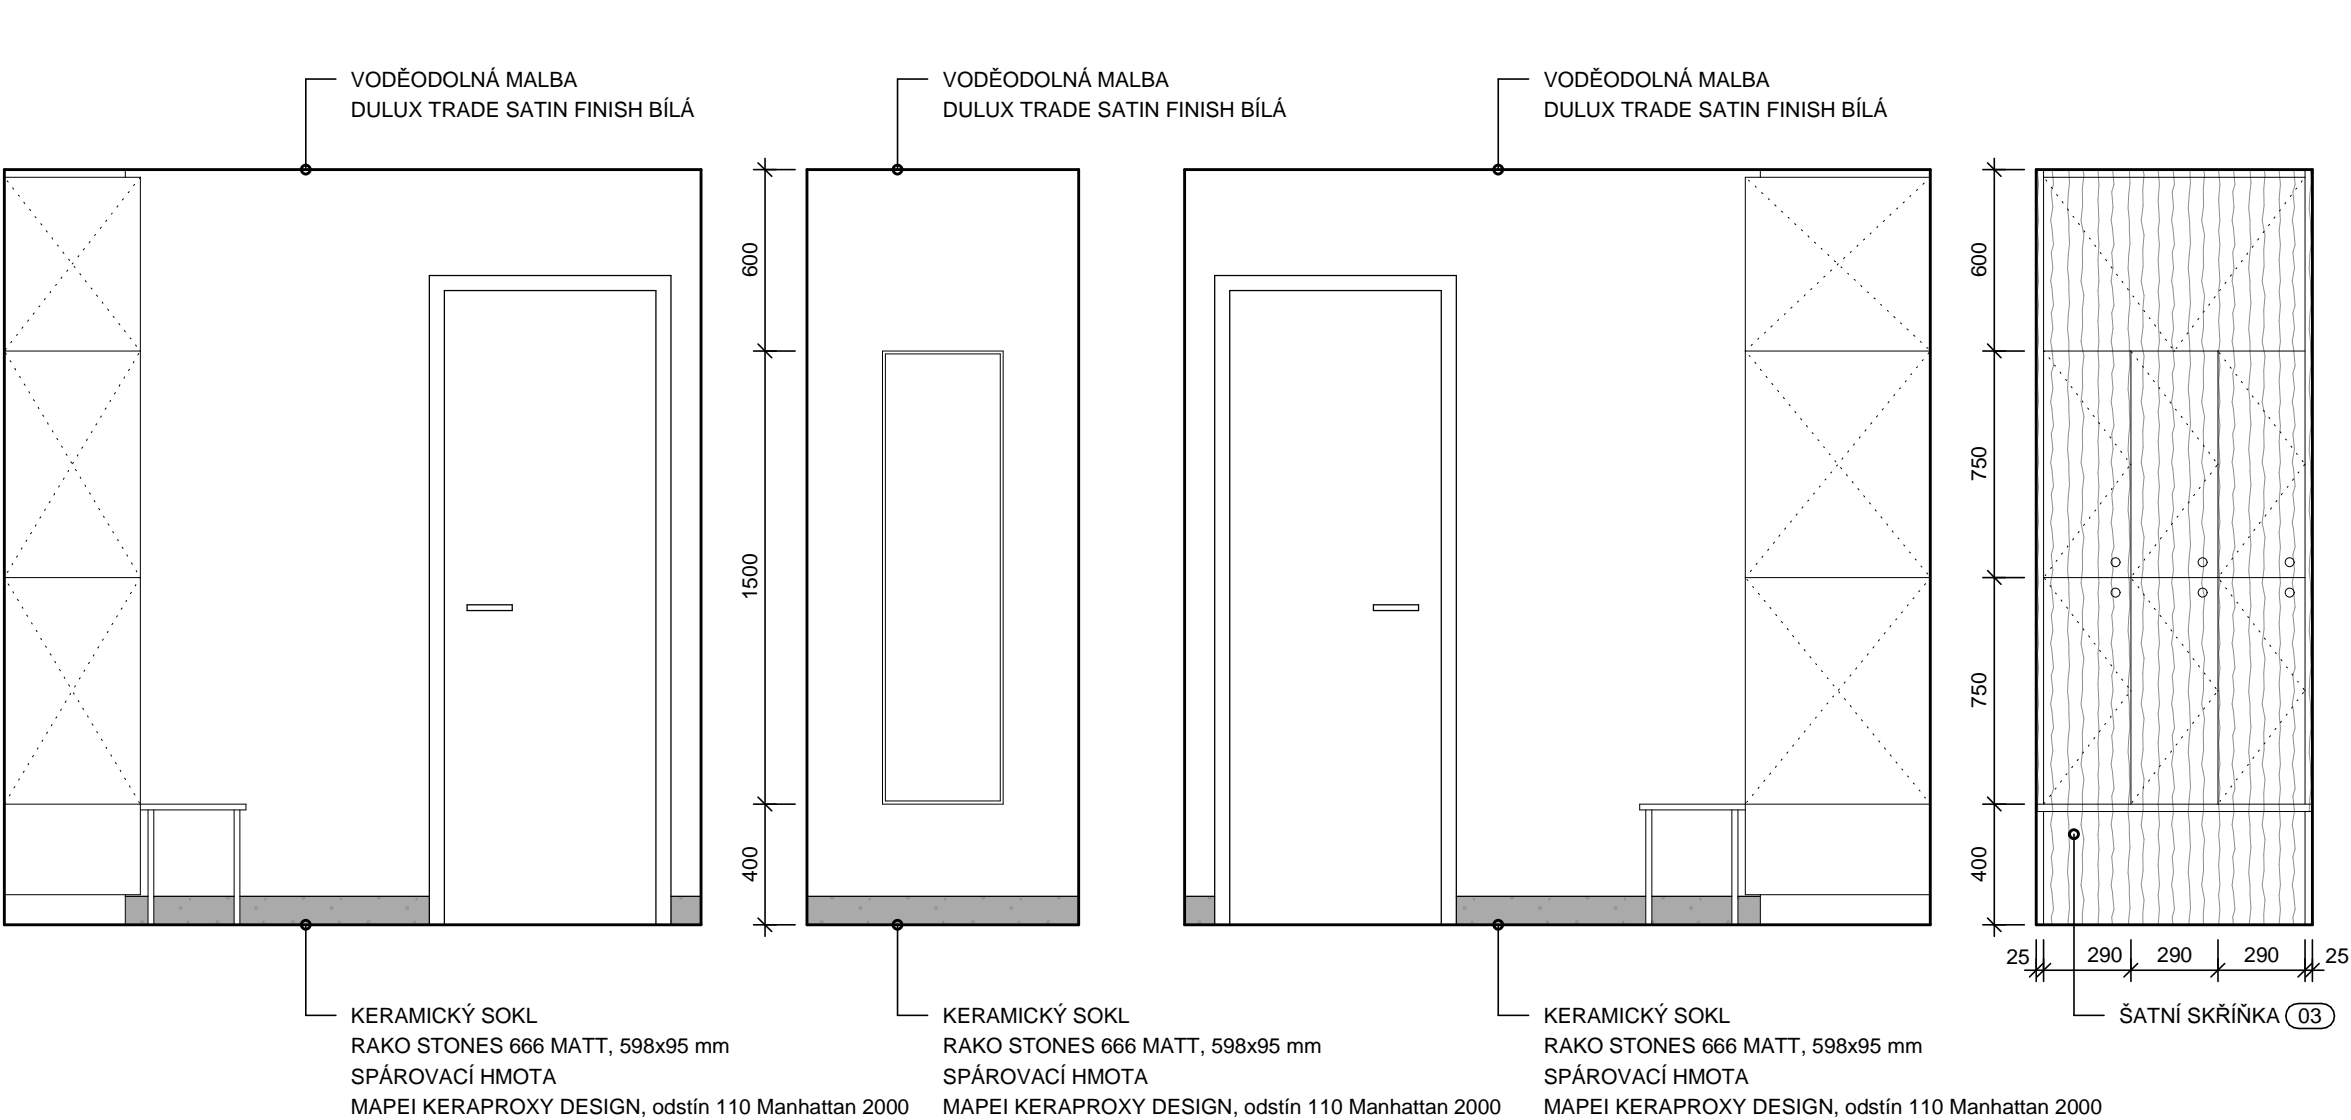 VODĚODOLNÁ MALBA
DULUX TRADE SATIN FINISH BÍLÁ
VODĚODOLNÁ MALBA
DULUX TRADE SATIN FINISH BÍLÁ
VODĚODOLNÁ MALBA
DULUX TRADE SATIN FINISH BÍLÁ
600
1500
400
600
750
750
400
25 290 290 290 25
KERAMICKÝ SOKL
RAKO STONES 666 MATT, 598x95 mm
SPÁROVACÍ HMOTA
MAPEI KERAPROXY DESIGN, odstín 110 Manhattan 2000
KERAMICKÝ SOKL
RAKO STONES 666 MATT, 598x95 mm
SPÁROVACÍ HMOTA
MAPEI KERAPROXY DESIGN, odstín 110 Manhattan 2000
KERAMICKÝ SOKL
RAKO STONES 666 MATT, 598x95 mm
SPÁROVACÍ HMOTA
MAPEI KERAPROXY DESIGN, odstín 110 Manhattan 2000
ŠATNÍ SKŘÍŇKA 03